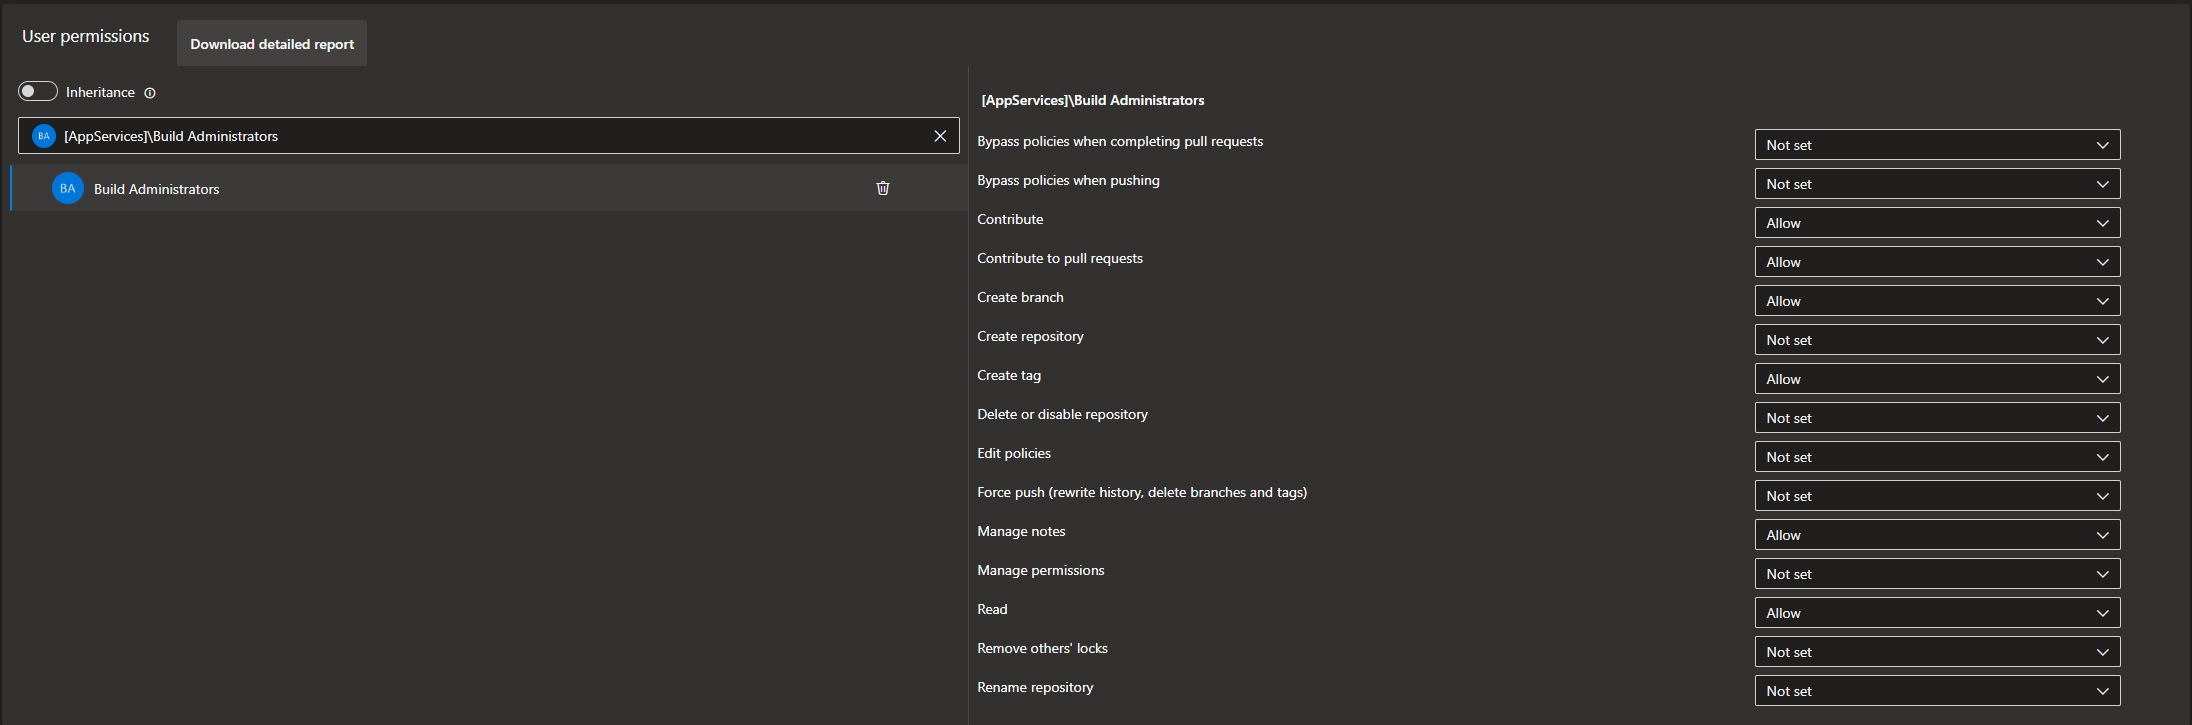 User permissions
Download detailed report
Inheritance
BA [AppServices]\Build Administrators
BA Build Administrators
[AppServices]\Build Administrators
Bypass policies when completing pull requests Not set
Bypass policies when pushing Not set
Contribute Allow
Contribute to pull requests Allow
Create branch Allow
Create repository Not set
Create tag Allow
Delete or disable repository Not set
Edit policies Not set
Force push (rewrite history, delete branches and tags) Not set
Manage notes Allow
Manage permissions Not set
Read Allow
Remove others' locks Not set
Rename repository Not set